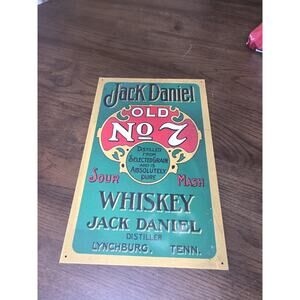 Jack Daniel
OLD
No 7
DISTILLED
FROM
SELECTED GRAIN
AND IS
ABSOLUTELY
PURE
SOUR MASH
WHISKEY
JACK DANIEL
DISTILLER
LYNCHBURG, TENN.